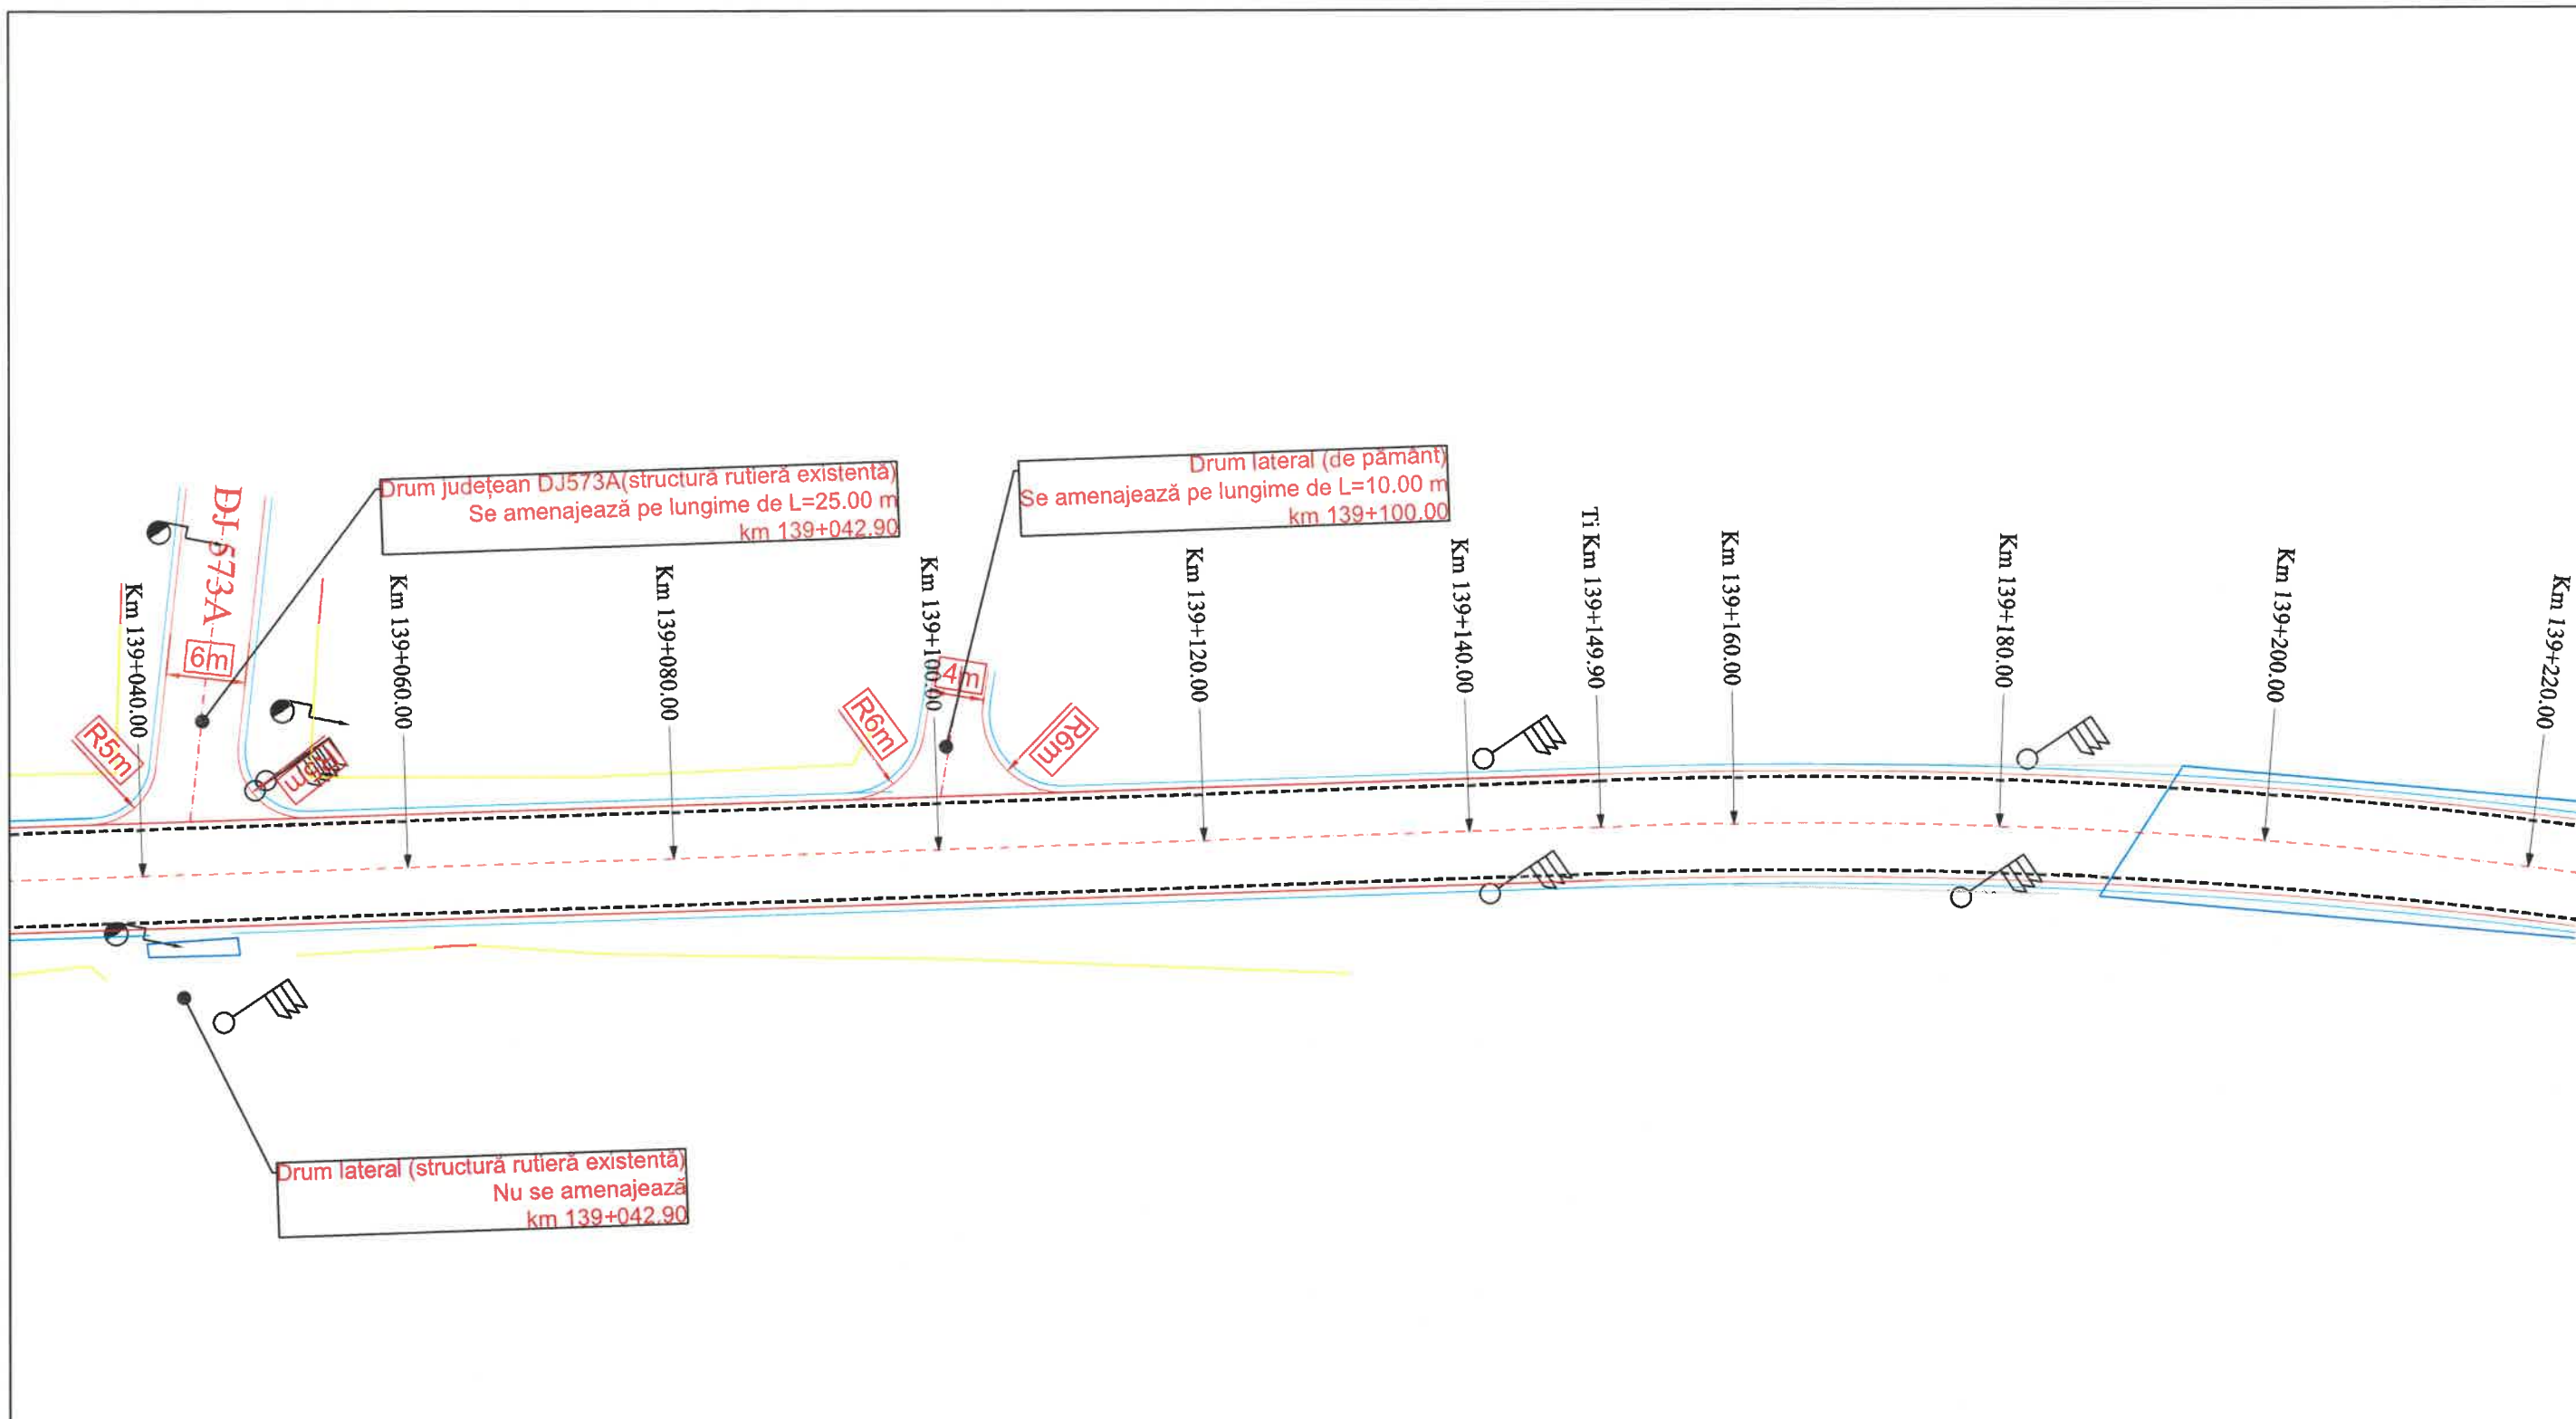 Drum județean DJ573A(structură rutieră existentă)
Se amenajează pe lungime de L=25.00 m
km 139+042.90
Drum lateral (de pământ)
Se amenajează pe lungime de L=10.00 m
km 139+100.00
DJ 573A
6m
R5m
4m
R6m
R6m
Km 139+040.00
Km 139+060.00
Km 139+080.00
Km 139+100.00
Km 139+120.00
Km 139+140.00
Ti Km 139+149.90
Km 139+160.00
Km 139+180.00
Km 139+200.00
Km 139+220.00
Drum lateral (structură rutieră existentă)
Nu se amenajează
km 139+042.90